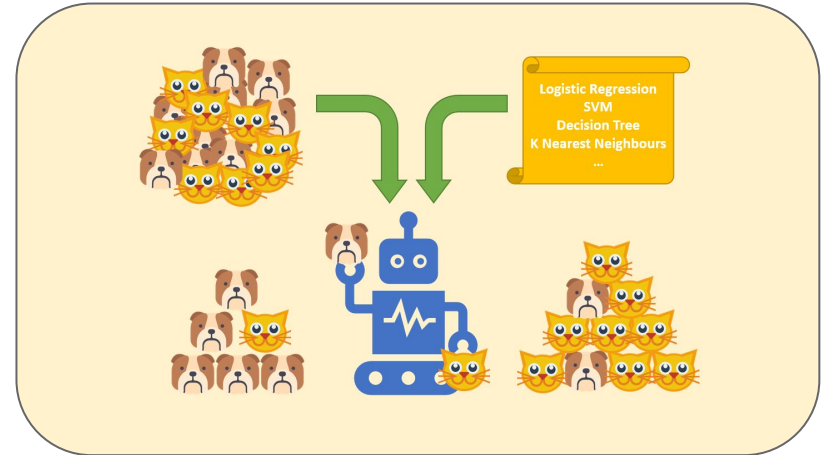 Logistic Regression
SVM
Decision Tree
K Nearest Neighbours
...